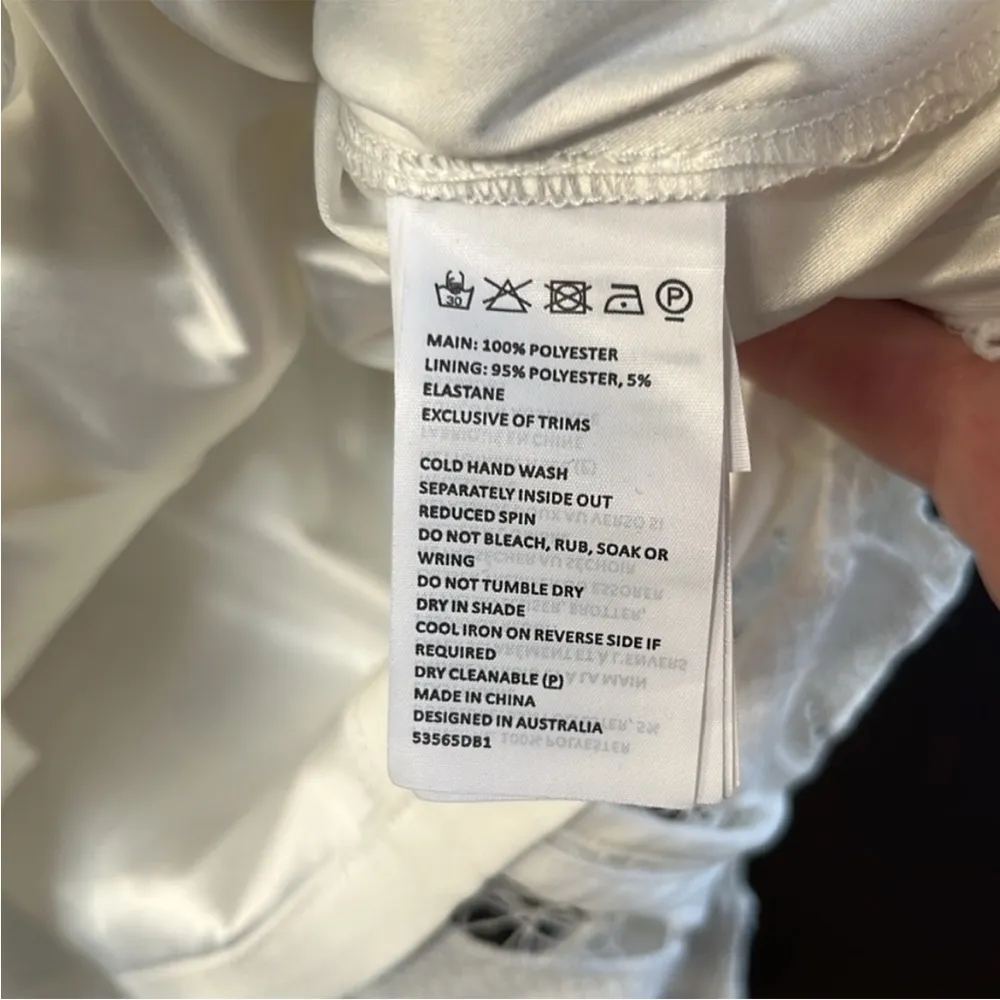 30 P
MAIN: 100% POLYESTER
LINING: 95% POLYESTER, 5%
ELASTANE
EXCLUSIVE OF TRIMS
COLD HAND WASH
SEPARATELY INSIDE OUT
REDUCED SPIN
DO NOT BLEACH, RUB, SOAK OR
WRING
DO NOT TUMBLE DRY
DRY IN SHADE
COOL IRON ON REVERSE SIDE IF
REQUIRED
DRY CLEANABLE (P)
MADE IN CHINA
DESIGNED IN AUSTRALIA
53565DB1